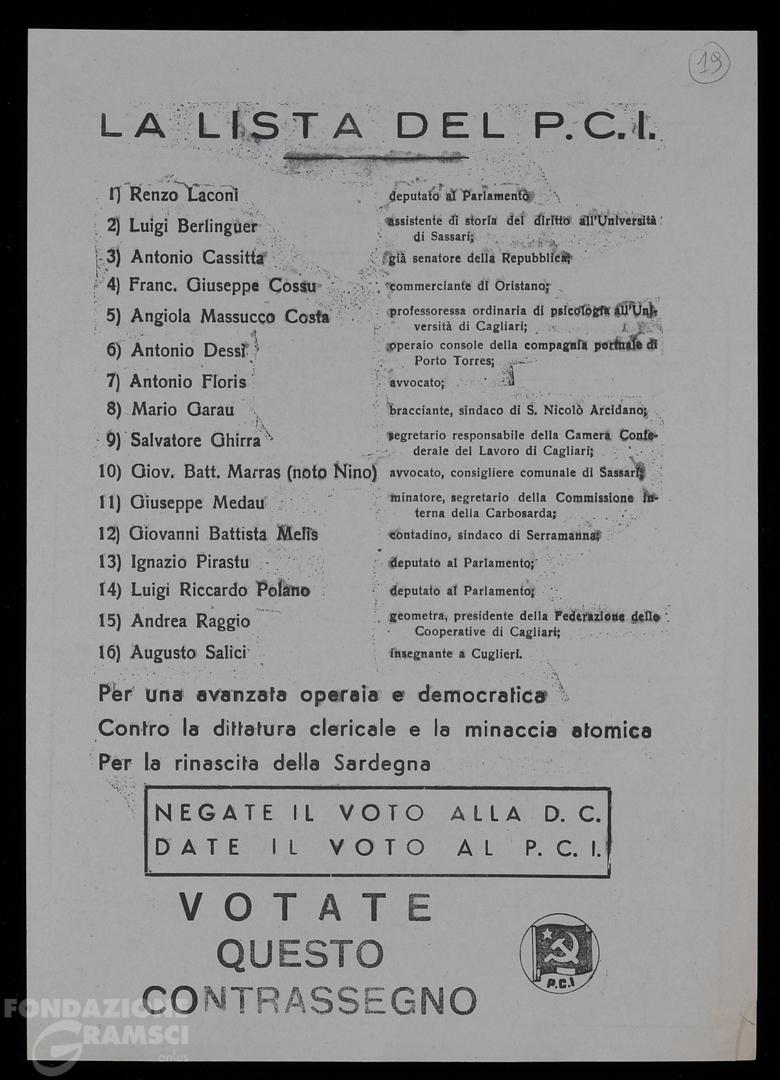 19
LA LISTA DEL P.C.I.
1) Renzo Laconi deputato al Parlamento
2) Luigi Berlinguer assistente di storia del diritto all'Università
di Sassari;
3) Antonio Cassitta già senatore della Repubblica;
4) Franc. Giuseppe Cossu commerciante di Oristano;
5) Angiola Massucco Costa professoressa ordinaria di psicologia all'Uni-
versità di Cagliari;
6) Antonio Dessì operaio console della compagnia portuale di
Porto Torres;
7) Antonio Floris avvocato;
8) Mario Garau bracciante, sindaco di S. Nicolò Arcidano;
9) Salvatore Ghirra segretario responsabile della Camera Confe-
derale del Lavoro di Cagliari;
10) Giov. Batt. Marras (noto Nino) avvocato, consigliere comunale di Sassari;
11) Giuseppe Medau minatore, segretario della Commissione In-
terna della Carbosarda;
12) Giovanni Battista Melis contadino, sindaco di Serramanna;
13) Ignazio Pirastu deputato al Parlamento;
14) Luigi Riccardo Polano deputato al Parlamento;
15) Andrea Raggio geometra, presidente della Federazione delle
Cooperative di Cagliari;
16) Augusto Salici insegnante a Cuglieri.
Per una avanzata operaia e democratica
Contro la dittatura clericale e la minaccia atomica
Per la rinascita della Sardegna
NEGATE IL VOTO ALLA D. C.
DATE IL VOTO AL P. C. I.
VOTATE
QUESTO
CONTRASSEGNO
P.C.I
FONDAZIONE
GRAMSCI
onlus